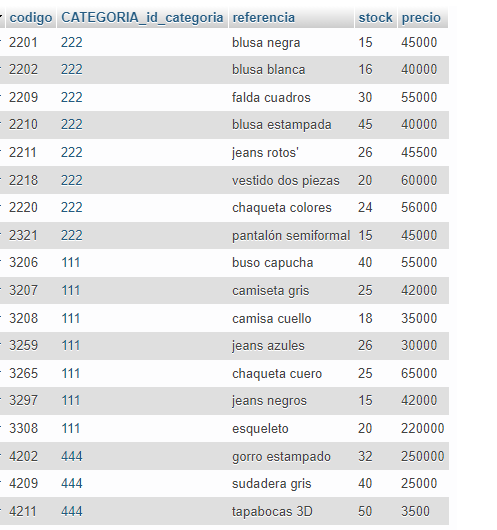 codigo CATEGORIA_id_categoria referencia stock precio
2201 222 blusa negra 15 45000
2202 222 blusa blanca 16 40000
2209 222 falda cuadros 30 55000
2210 222 blusa estampada 45 40000
2211 222 jeans rotos' 26 45500
2218 222 vestido dos piezas 20 60000
2220 222 chaqueta colores 24 56000
2321 222 pantalón semiformal 15 45000
3206 111 buso capucha 40 55000
3207 111 camiseta gris 25 42000
3208 111 camisa cuello 18 35000
3259 111 jeans azules 26 30000
3265 111 chaqueta cuero 25 65000
3297 111 jeans negros 15 42000
3308 111 esqueleto 20 220000
4202 444 gorro estampado 32 250000
4209 444 sudadera gris 40 25000
4211 444 tapabocas 3D 50 3500